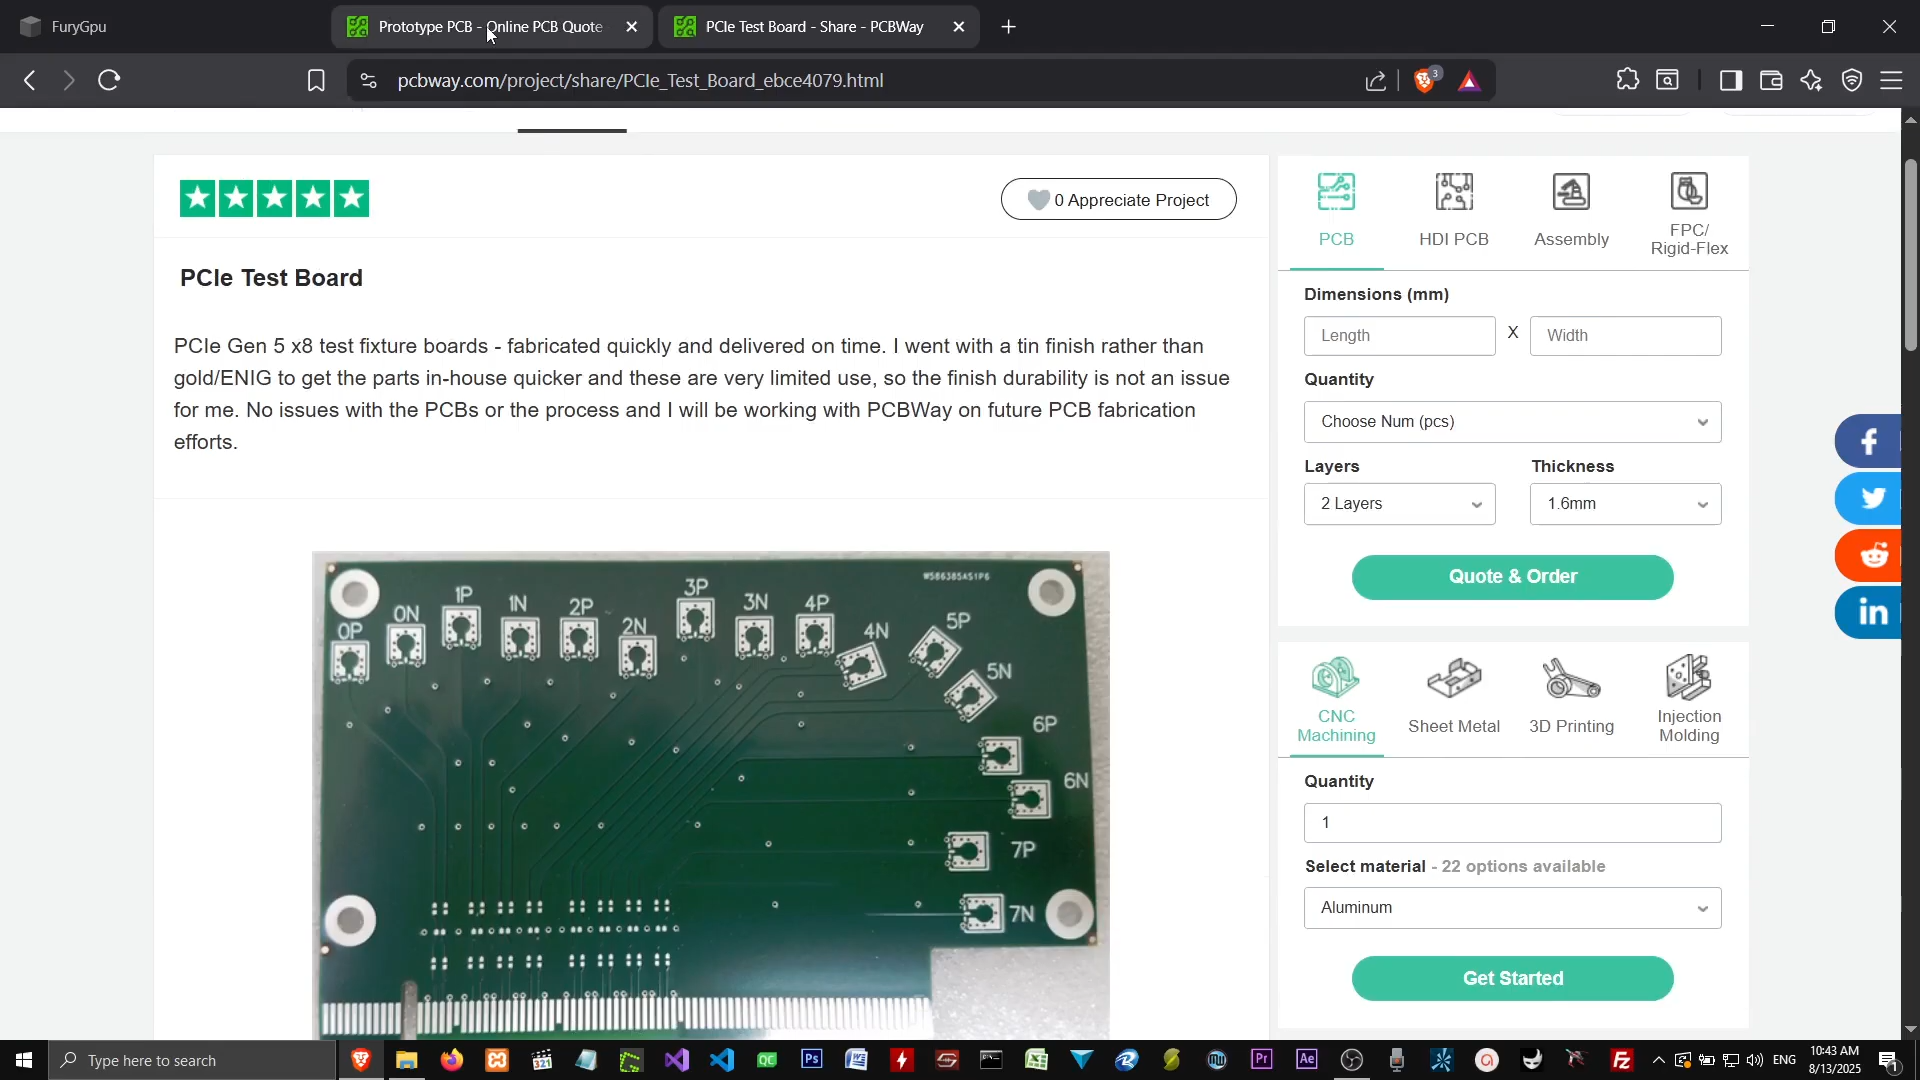 FuryGpu
Prototype PCB - Online PCB Quote
PCIe Test Board - Share - PCBWay
pcbway.com/project/share/PCIe_Test_Board_ebce4079.html
3
0 Appreciate Project
PCIe Test Board
PCIe Gen 5 x8 test fixture boards - fabricated quickly and delivered on time. I went with a tin finish rather than
gold/ENIG to get the parts in-house quicker and these are very limited use, so the finish durability is not an issue
for me. No issues with the PCBs or the process and I will be working with PCBWay on future PCB fabrication
efforts.
W586385AS1P6
0P
0N
1P
1N
2P
2N
3P
3N
4P
4N
5P
5N
6P
6N
7P
7N
PCB
HDI PCB
Assembly
FPC/
Rigid-Flex
Dimensions (mm)
Length
X
Width
Quantity
Choose Num (pcs)
Layers
Thickness
2 Layers
1.6mm
Quote & Order
CNC
Machining
Sheet Metal
3D Printing
Injection
Molding
Quantity
1
Select material - 22 options available
Aluminum
Get Started
Type here to search
ENG
10:43 AM
8/13/2025
1